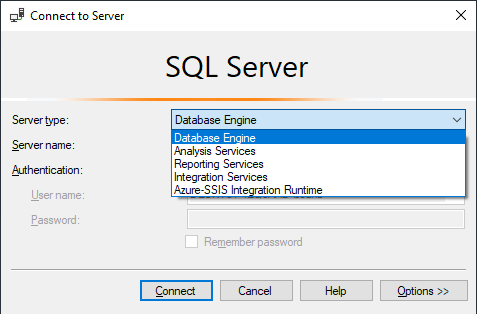 Connect to Server
SQL Server
Server type:
Database Engine
Database Engine
Analysis Services
Reporting Services
Integration Services
Azure-SSIS Integration Runtime
Server name:
Authentication:
User name:
Password:
Remember password
Connect
Cancel
Help
Options >>